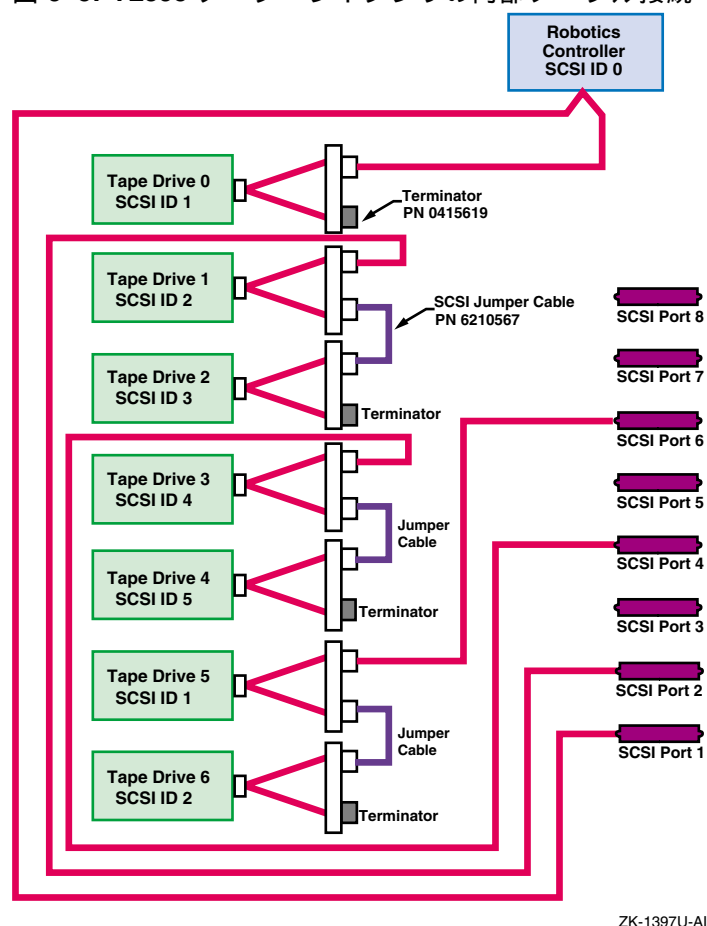 Robotics
Controller
SCSI ID 0
Tape Drive 0
SCSI ID 1
Terminator
PN 0415619
Tape Drive 1
SCSI ID 2
SCSI Jumper Cable
PN 6210567
SCSI Port 8
Tape Drive 2
SCSI ID 3
Terminator
SCSI Port 7
SCSI Port 6
Tape Drive 3
SCSI ID 4
SCSI Port 5
Jumper
Cable
SCSI Port 4
Tape Drive 4
SCSI ID 5
Terminator
SCSI Port 3
Tape Drive 5
SCSI ID 1
SCSI Port 2
Jumper
Cable
SCSI Port 1
Tape Drive 6
SCSI ID 2
Terminator
ZK-1397U-AI